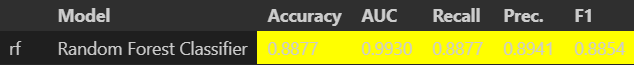 Model Accuracy AUC Recall Prec. F1
rf Random Forest Classifier 0.8877 0.9930 0.8877 0.8941 0.8854